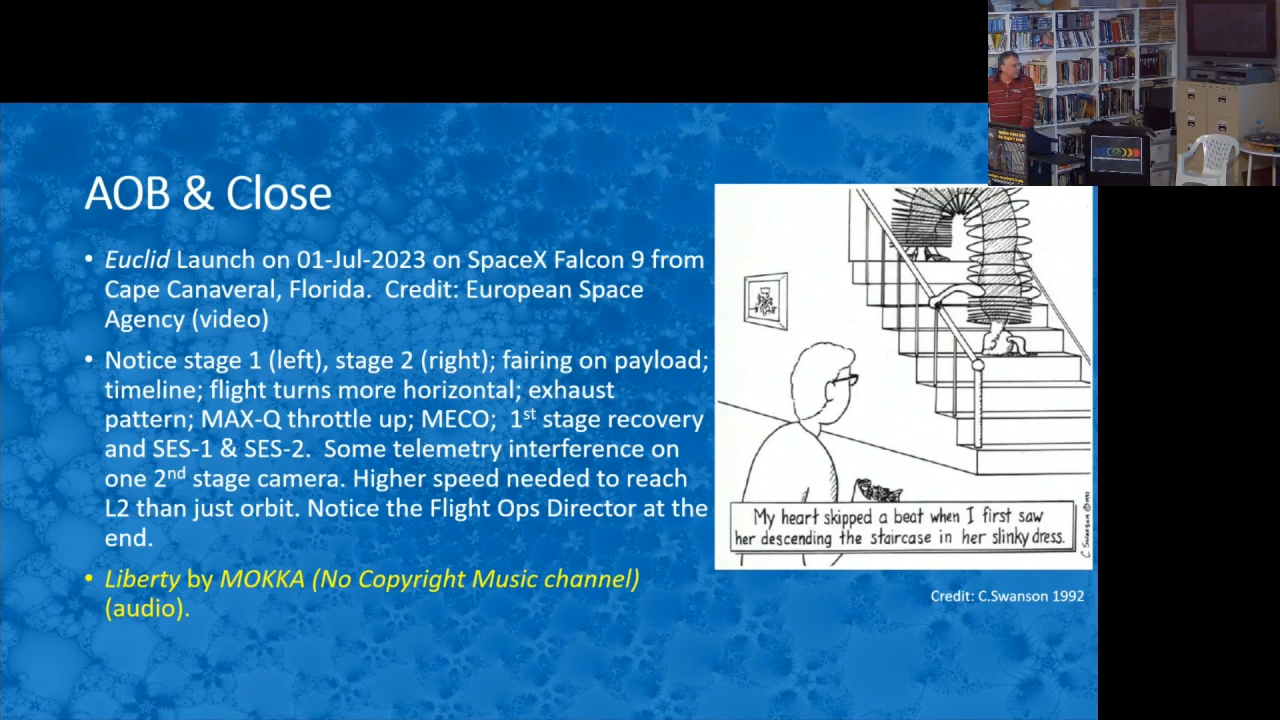 AOB & Close
• Euclid Launch on 01-Jul-2023 on SpaceX Falcon 9 from
Cape Canaveral, Florida.  Credit: European Space
Agency (video)
• Notice stage 1 (left), stage 2 (right); fairing on payload;
timeline; flight turns more horizontal; exhaust
pattern; MAX-Q throttle up; MECO;  1st stage recovery
and SES-1 & SES-2.  Some telemetry interference on
one 2nd stage camera. Higher speed needed to reach
L2 than just orbit. Notice the Flight Ops Director at the
end.
• Liberty by MOKKA (No Copyright Music channel)
(audio).
My heart skipped a beat when I first saw
her descending the staircase in her slinky dress.
C. Swanson © 1992
Credit: C.Swanson 1992